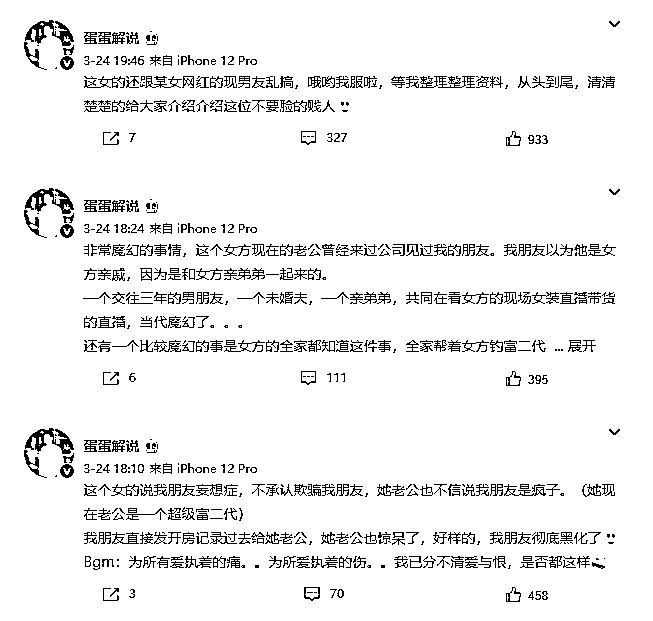 蛋蛋解说
3-24 19:46 来自 iPhone 12 Pro
这女的还跟某女网红的现男友乱搞，哦哟我服啦，等我整理整理资料，从头到尾，清清
楚楚的给大家介绍介绍这位不要脸的贱人
7 327 933
蛋蛋解说
3-24 18:24 来自 iPhone 12 Pro
非常魔幻的事情，这个女方现在的老公曾经来过公司见过我的朋友。我朋友以为他是女
方亲戚，因为是和女方亲弟弟一起来的。
一个交往三年的男朋友，一个未婚夫，一个亲弟弟，共同在看女方的现场女装直播带货
的直播，当代魔幻了。。。
还有一个比较魔幻的事是女方的全家都知道这件事，全家帮着女方钓富二代 ... 展开
6 111 395
蛋蛋解说
3-24 18:10 来自 iPhone 12 Pro
这个女的说我朋友妄想症，不承认欺骗我朋友，她老公也不信说我朋友是疯子。（她现
在老公是一个超级富二代）
我朋友直接发开房记录过去给她老公，她老公也惊呆了，好样的，我朋友彻底黑化了
Bgm：为所有爱执着的痛。。为所爱执着的伤。。我已分不清爱与恨，是否都这样
3 70 458